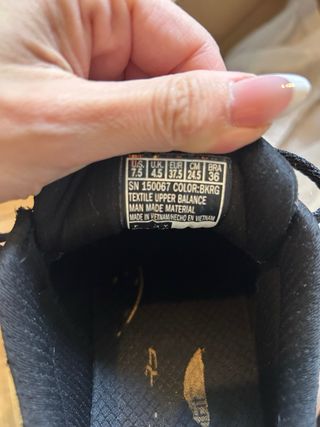 U.S. U.K. EUR CM BRA
7.5 4.5 37.5 24.5 36
SN 150067 COLOR:BKRG
TEXTILE UPPER BALANCE
MAN MADE MATERIAL
MADE IN VIETNAM/HECHO EN VIETNAM